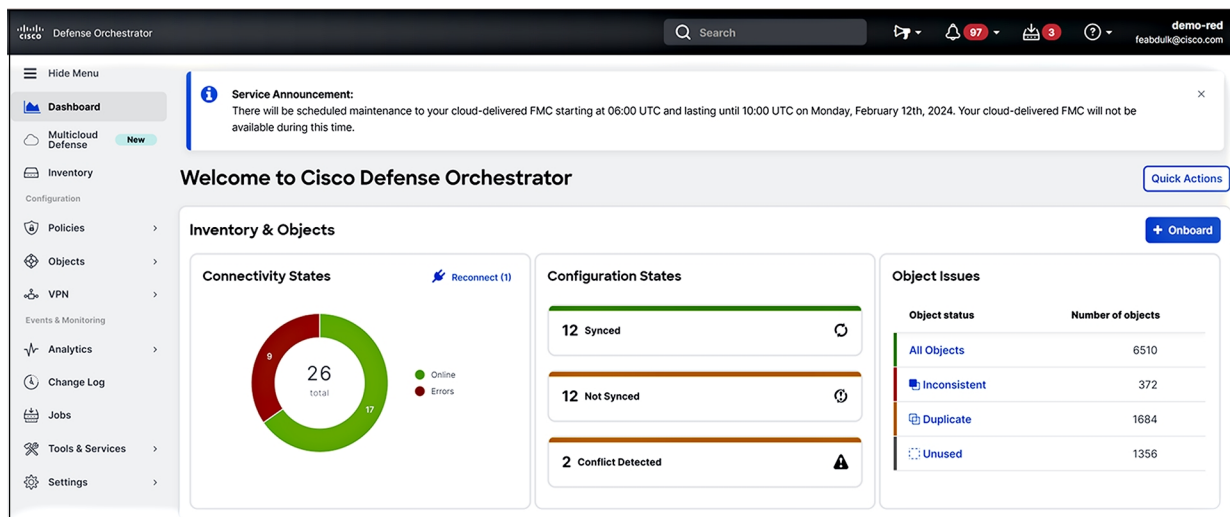 cisco Defense Orchestrator
Search
97
3
demo-red
feabdulk@cisco.com
Hide Menu
Dashboard
Multicloud
Defense
New
Inventory
Configuration
Policies
Objects
VPN
Events & Monitoring
Analytics
Change Log
Jobs
Tools & Services
Settings
Service Announcement:
There will be scheduled maintenance to your cloud-delivered FMC starting at 06:00 UTC and lasting until 10:00 UTC on Monday, February 12th, 2024. Your cloud-delivered FMC will not be
available during this time.
Welcome to Cisco Defense Orchestrator
Quick Actions
Inventory & Objects
+ Onboard
Connectivity States
Reconnect (1)
9
26
total
17
Online
Errors
Configuration States
12 Synced
12 Not Synced
2 Conflict Detected
Object Issues
Object status Number of objects
All Objects 6510
Inconsistent 372
Duplicate 1684
Unused 1356